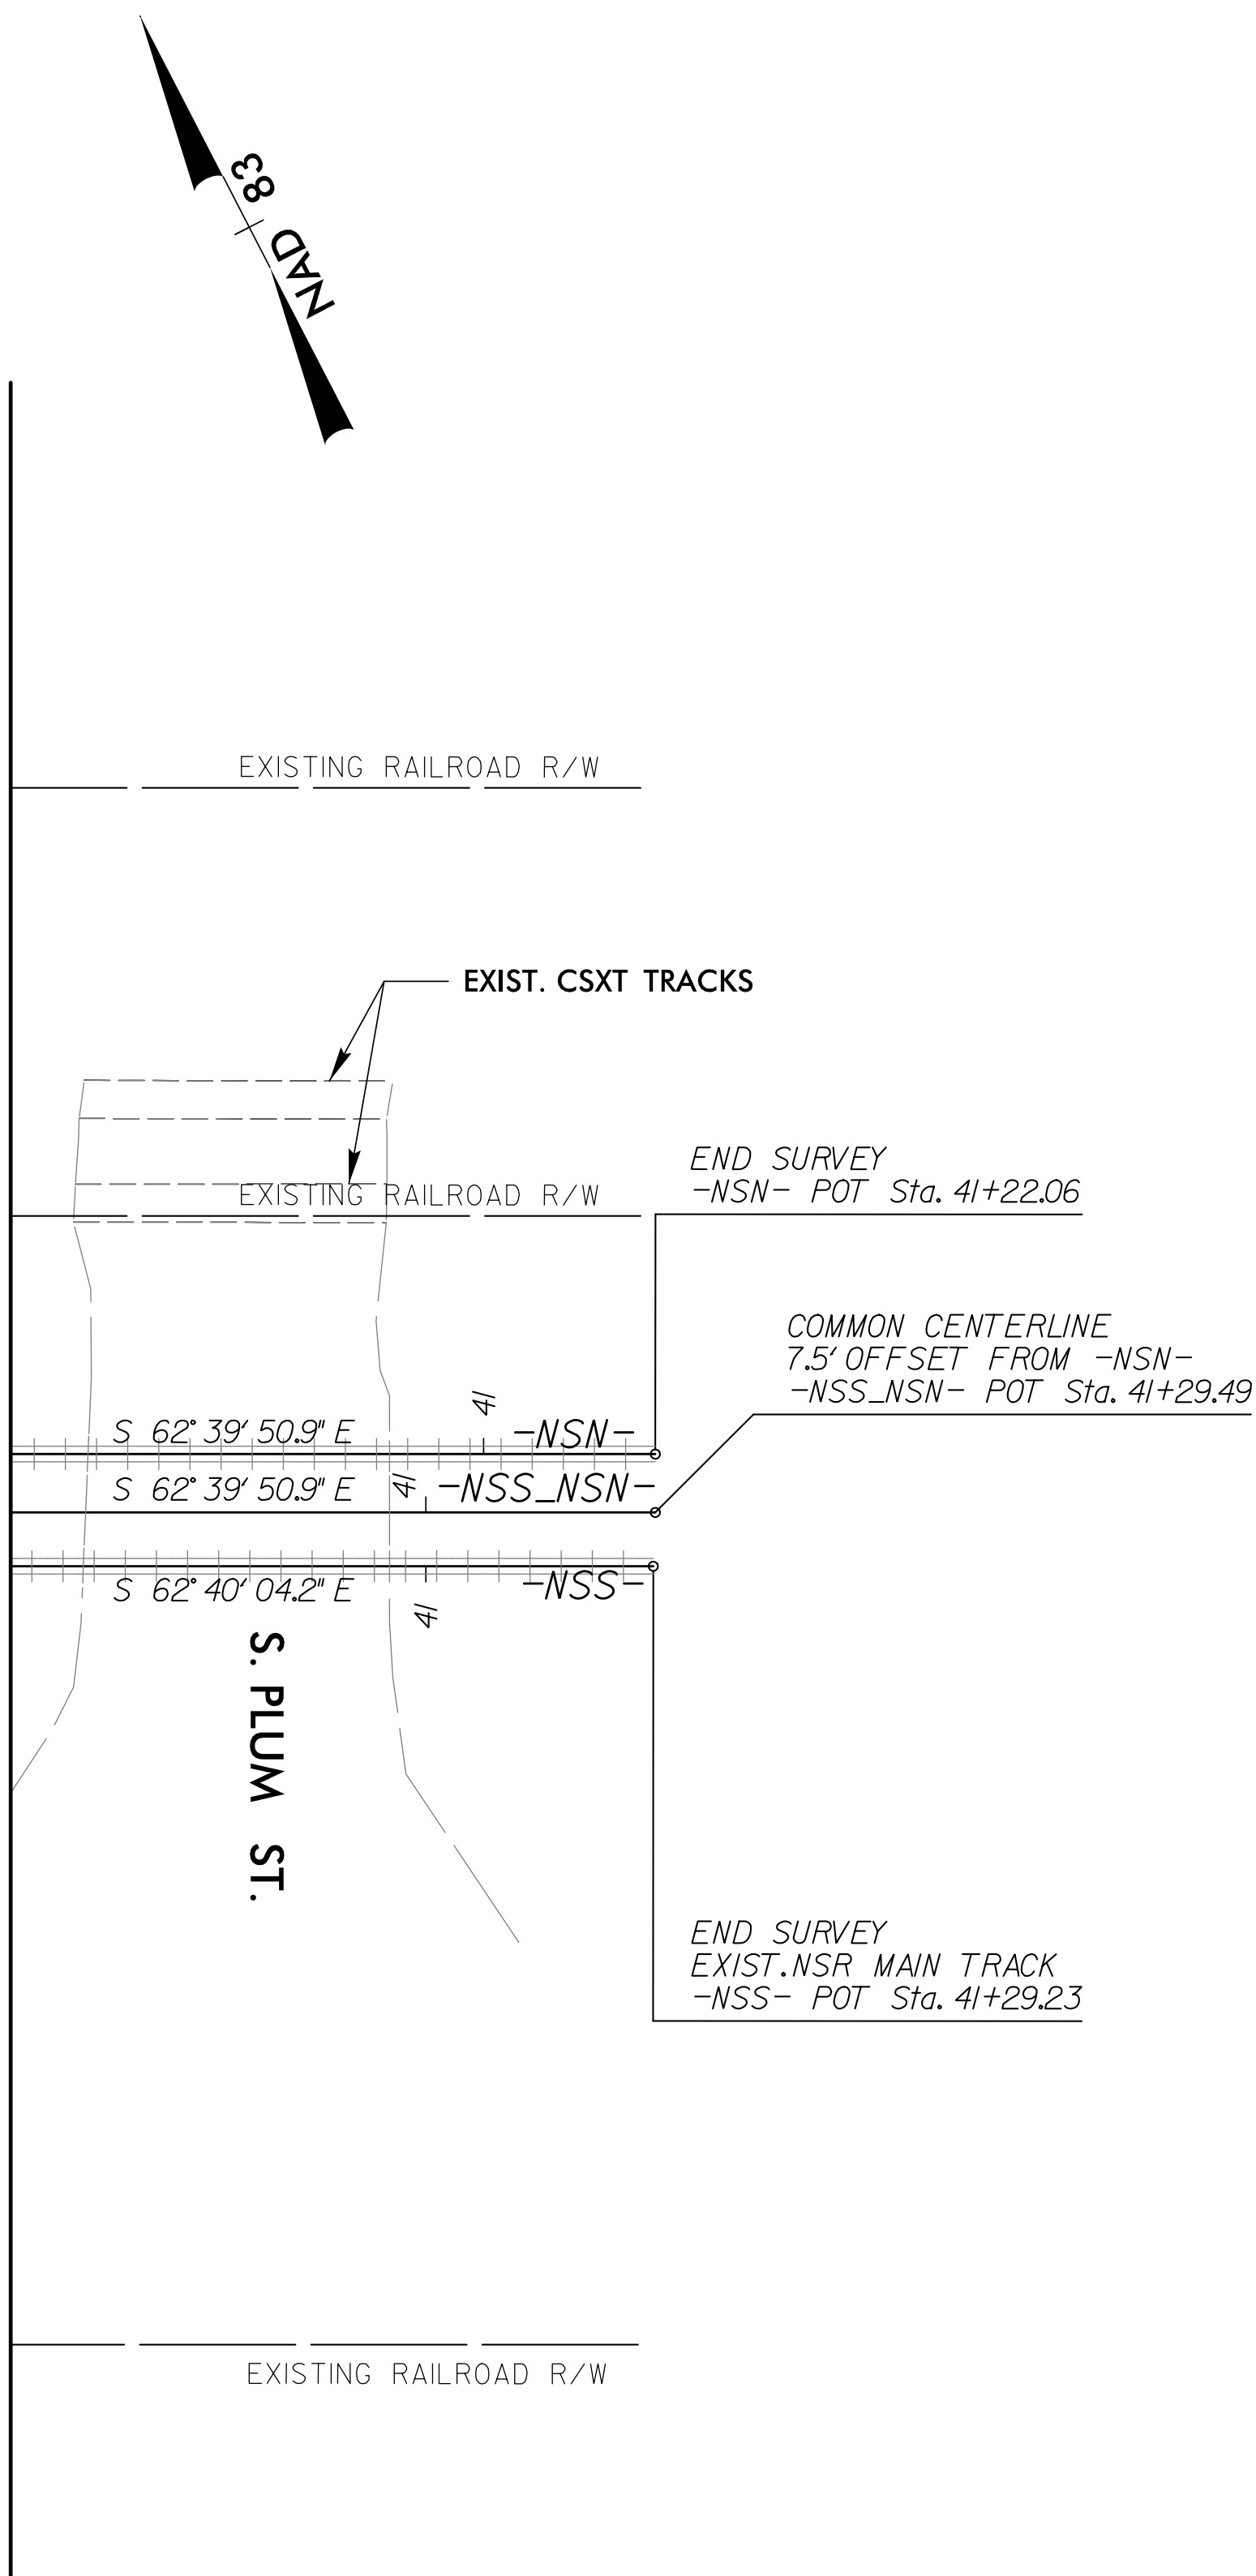 NAD 83
EXISTING RAILROAD R/W
EXIST. CSXT TRACKS
EXISTING RAILROAD R/W
END SURVEY
-NSN- POT Sta. 41+22.06
COMMON CENTERLINE
7.5' OFFSET FROM -NSN-
-NSS_NSN- POT Sta. 41+29.49
S 62° 39' 50.9" E
41
-NSN-
S 62° 39' 50.9" E
41
-NSS_NSN-
S 62° 40' 04.2" E
41
-NSS-
S. PLUM ST.
END SURVEY
EXIST. NSR MAIN TRACK
-NSS- POT Sta. 41+29.23
EXISTING RAILROAD R/W